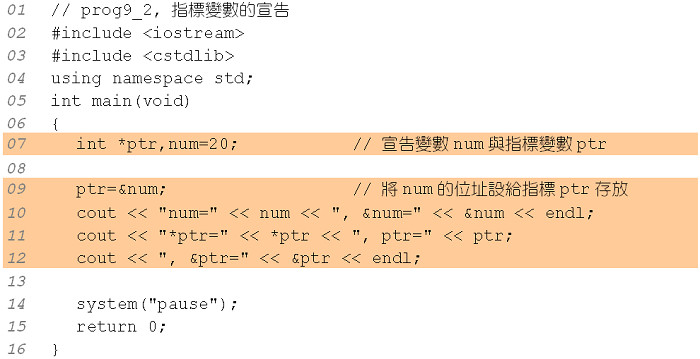 01 // prog9_2, 指標變數的宣告
02 #include <iostream>
03 #include <cstdlib>
04 using namespace std;
05 int main(void)
06 {
07 int *ptr,num=20; // 宣告變數 num 與指標變數 ptr
08
09 ptr=&num; // 將 num 的位址設給指標 ptr 存放
10 cout << "num=" << num << ", &num=" << &num << endl;
11 cout << "*ptr=" << *ptr << ", ptr=" << ptr;
12 cout << ", &ptr=" << &ptr << endl;
13
14 system("pause");
15 return 0;
16 }